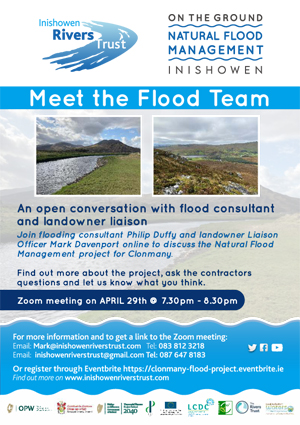 Inishowen
Rivers
Trust
ON THE GROUND
NATURAL FLOOD
MANAGEMENT
INISHOWEN
Meet the Flood Team
An open conversation with flood consultant
and landowner liaison
Join flooding consultant Philip Duffy and landowner Liaison
Officer Mark Davenport online to discuss the Natural Flood
Management project for Clonmany.
Find out more about the project, ask the contractors
questions and let us know what you think.
Zoom meeting on APRIL 29th @ 7.30pm - 8.30pm
For more information and to get a link to the Zoom meeting:
Email: Mark@inishowenriverstrust.com Tel: 083 812 3218
Email: inishowenriverstrust@gmail.com Tel: 087 647 8183
Or register through Eventbrite https://clonmany-flood-project.eventbrite.ie
Find out more on www.inishowenriverstrust.com
OPW
LCDC
Rivers
Trust